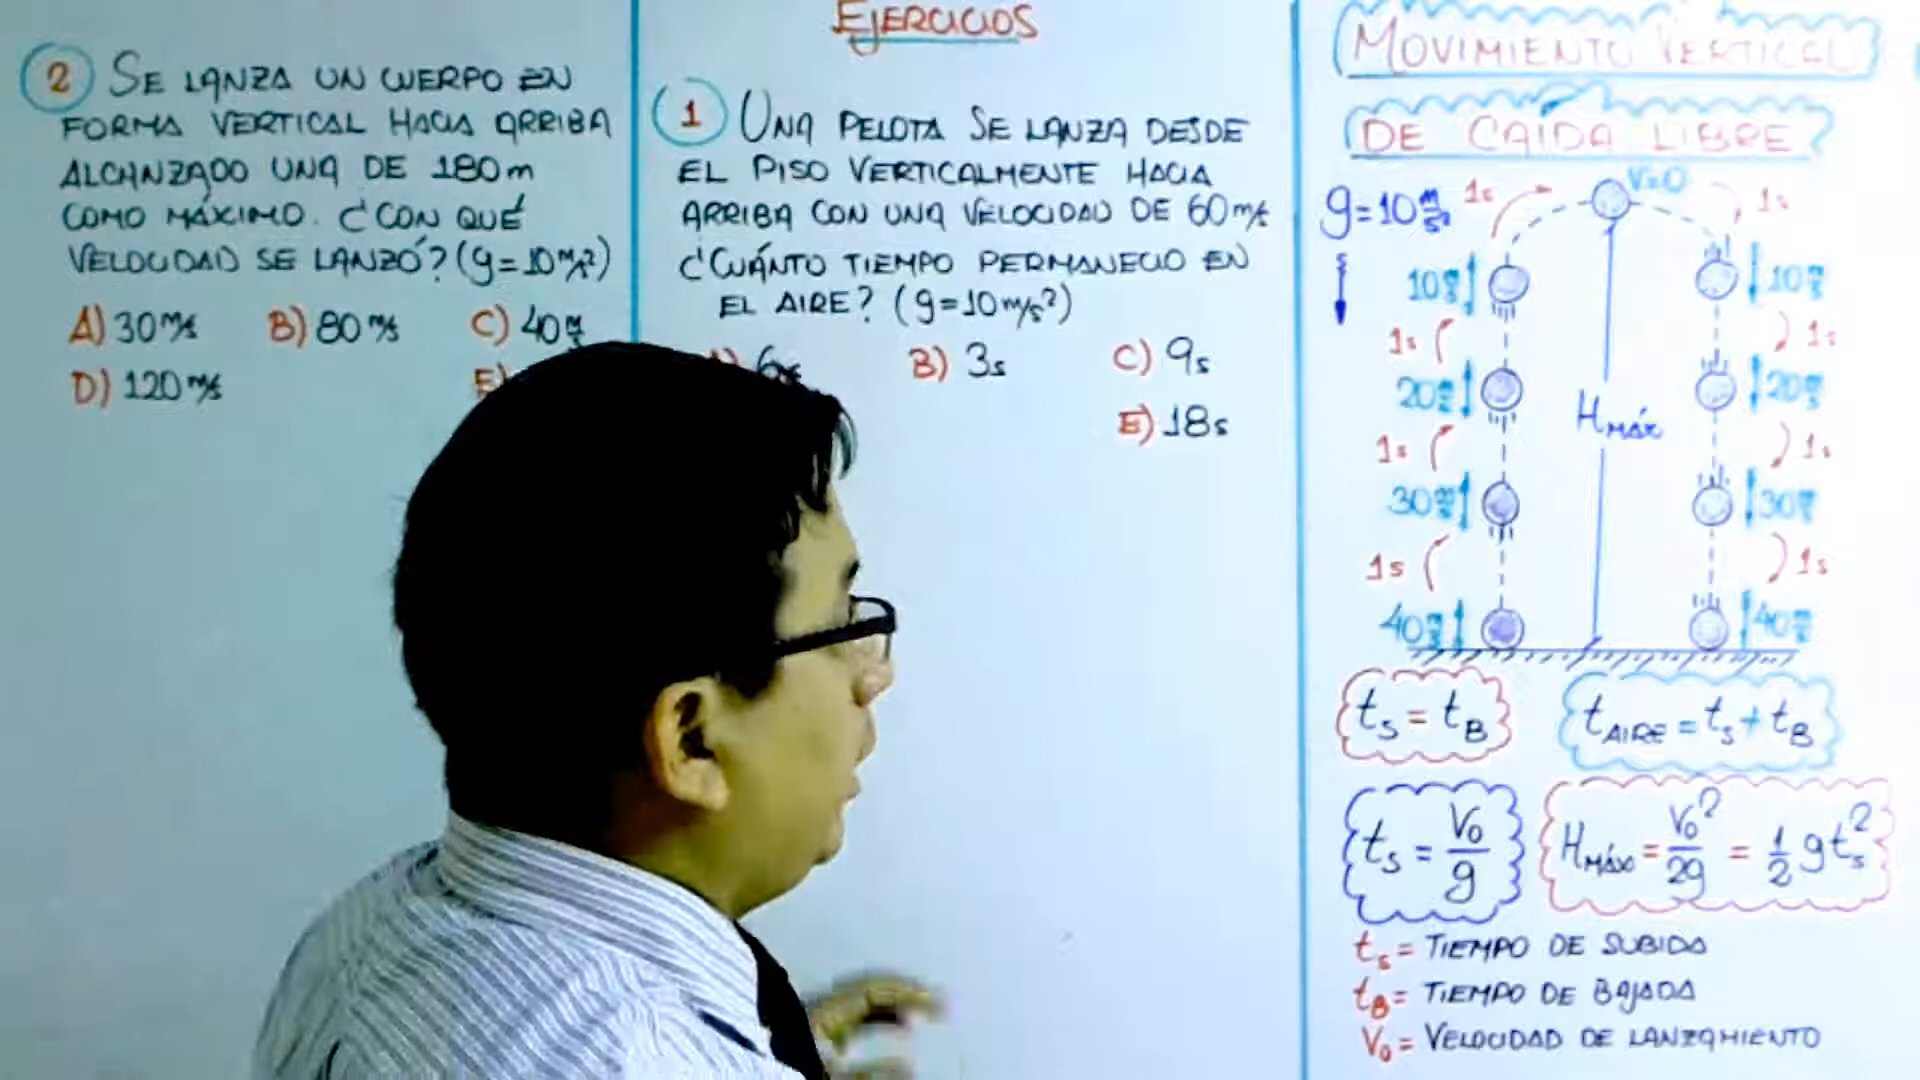 EJERCICIOS
2 SE LANZA UN CUERPO EN
FORMA VERTICAL HACIA ARRIBA
ALCANZADO UNA DE 180m
COMO MÁXIMO. ¿CON QUÉ
VELOCIDAD SE LANZÓ? (g=10m/s²)
A) 30m/s B) 80m/s C) 40m/s
D) 120m/s E)
1 UNA PELOTA SE LANZA DESDE
EL PISO VERTICALMENTE HACIA
ARRIBA CON UNA VELOCIDAD DE 60m/s
¿CUÁNTO TIEMPO PERMANECIO EN
EL AIRE? (g=10m/s²)
6s B) 3s C) 9s
E) 18s
MOVIMIENTO VERTICAL
DE CAIDA LIBRE
g=10m/s² 1s V=0 1s
10m/s 10m/s
1s 1s
20m/s 20m/s
Hmáx
1s 1s
30m/s 30m/s
1s 1s
40m/s 40m/s
tS = tB tAIRE = tS + tB
tS = V0/g HMÁX = V0²/2g = 1/2 gtS²
tS = TIEMPO DE SUBIDA
tB = TIEMPO DE BAJADA
V0 = VELOCIDAD DE LANZAMIENTO